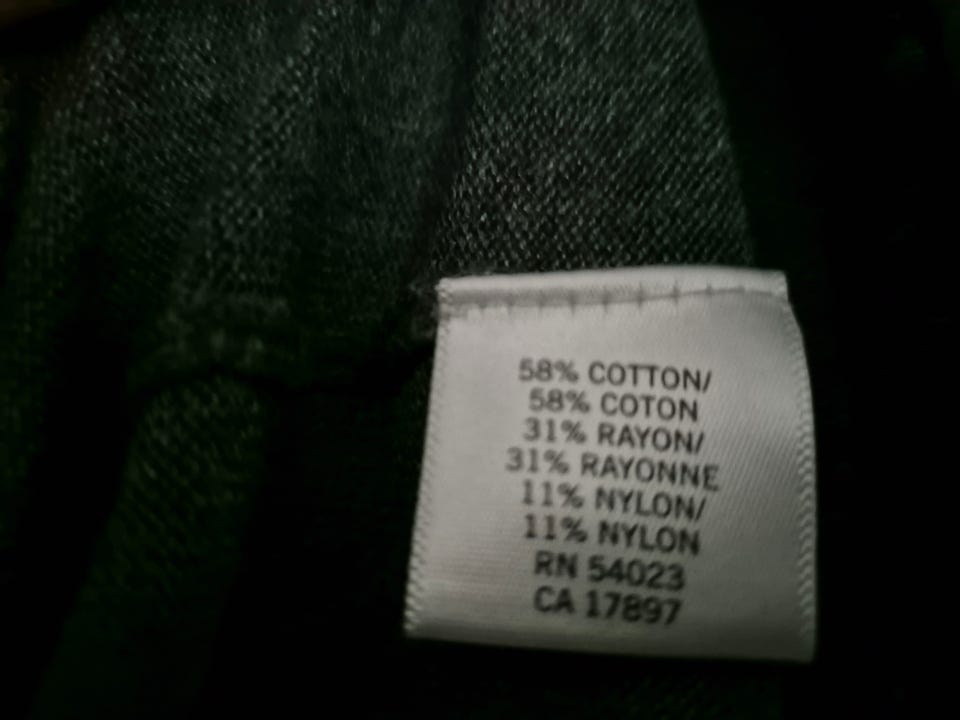 58% COTTON/
58% COTON
31% RAYON/
31% RAYONNE
11% NYLON/
11% NYLON
RN 54023
CA 17897